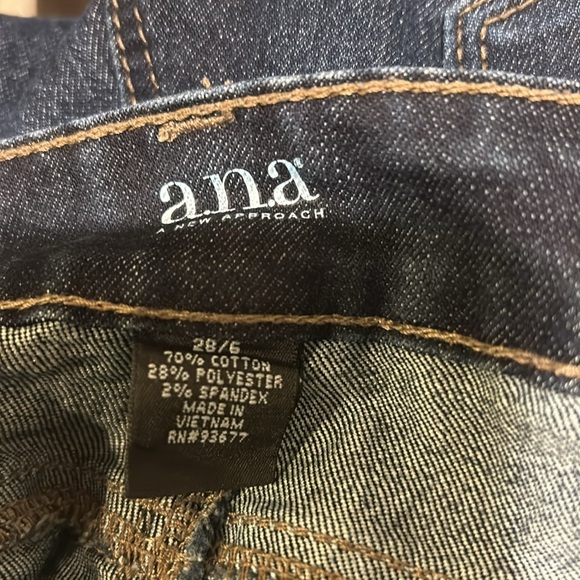 a.n.a®
A NEW APPROACH
28/6
70% COTTON
28% POLYESTER
2% SPANDEX
MADE IN
VIETNAM
RN#93677